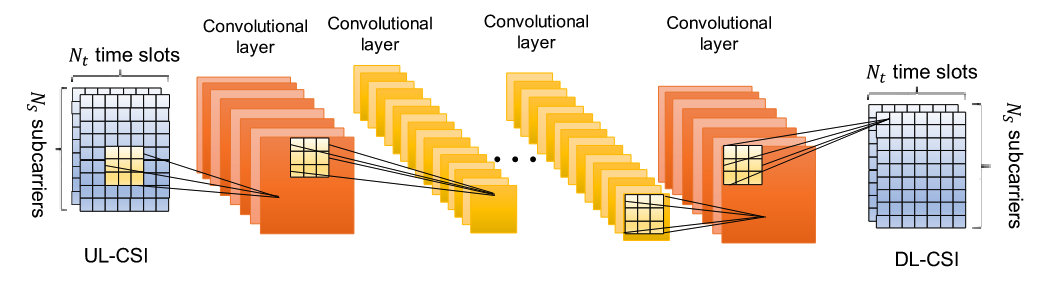 Convolutional
layer
Convolutional
layer
Convolutional
layer
Convolutional
layer
N_t time slots
N_S subcarriers
UL-CSI
N_t time slots
N_S subcarriers
DL-CSI